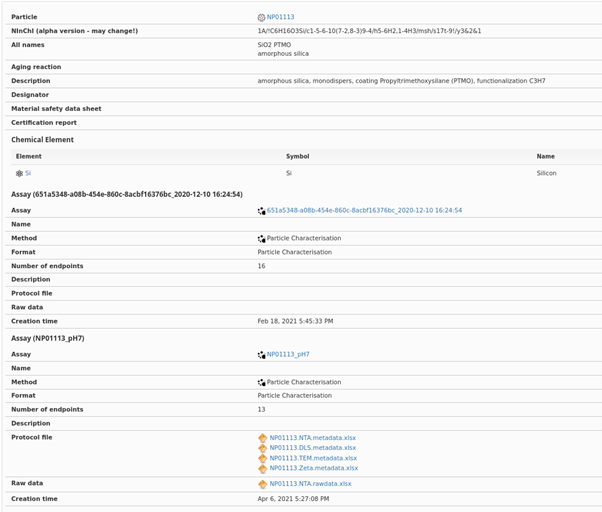 Particle NP01113
NInChI (alpha version - may change!) 1A/!C6H16O3Si/c1-5-6-10(7-2,8-3)9-4/h5-6H2,1-4H3/msh/s17t-9!/y3&2&1
All names SiO2 PTMO
amorphous silica
Aging reaction
Description amorphous silica, monodispers, coating Propyltrimethoxysilane (PTMO), functionalization C3H7
Designator
Material safety data sheet
Certification report
Chemical Element
Element Symbol Name
Si Si Silicon
Assay (651a5348-a08b-454e-860c-8acbf16376bc_2020-12-10 16:24:54)
Assay 651a5348-a08b-454e-860c-8acbf16376bc_2020-12-10 16:24:54
Name
Method Particle Characterisation
Format Particle Characterisation
Number of endpoints 16
Description
Protocol file
Raw data
Creation time Feb 18, 2021 5:45:33 PM
Assay (NP01113_pH7)
Assay NP01113_pH7
Name
Method Particle Characterisation
Format Particle Characterisation
Number of endpoints 13
Description
Protocol file NP01113.NTA.metadata.xlsx
NP01113.DLS.metadata.xlsx
NP01113.TEM.metadata.xlsx
NP01113.Zeta.metadata.xlsx
Raw data NP01113.NTA.rawdata.xlsx
Creation time Apr 6, 2021 5:27:08 PM